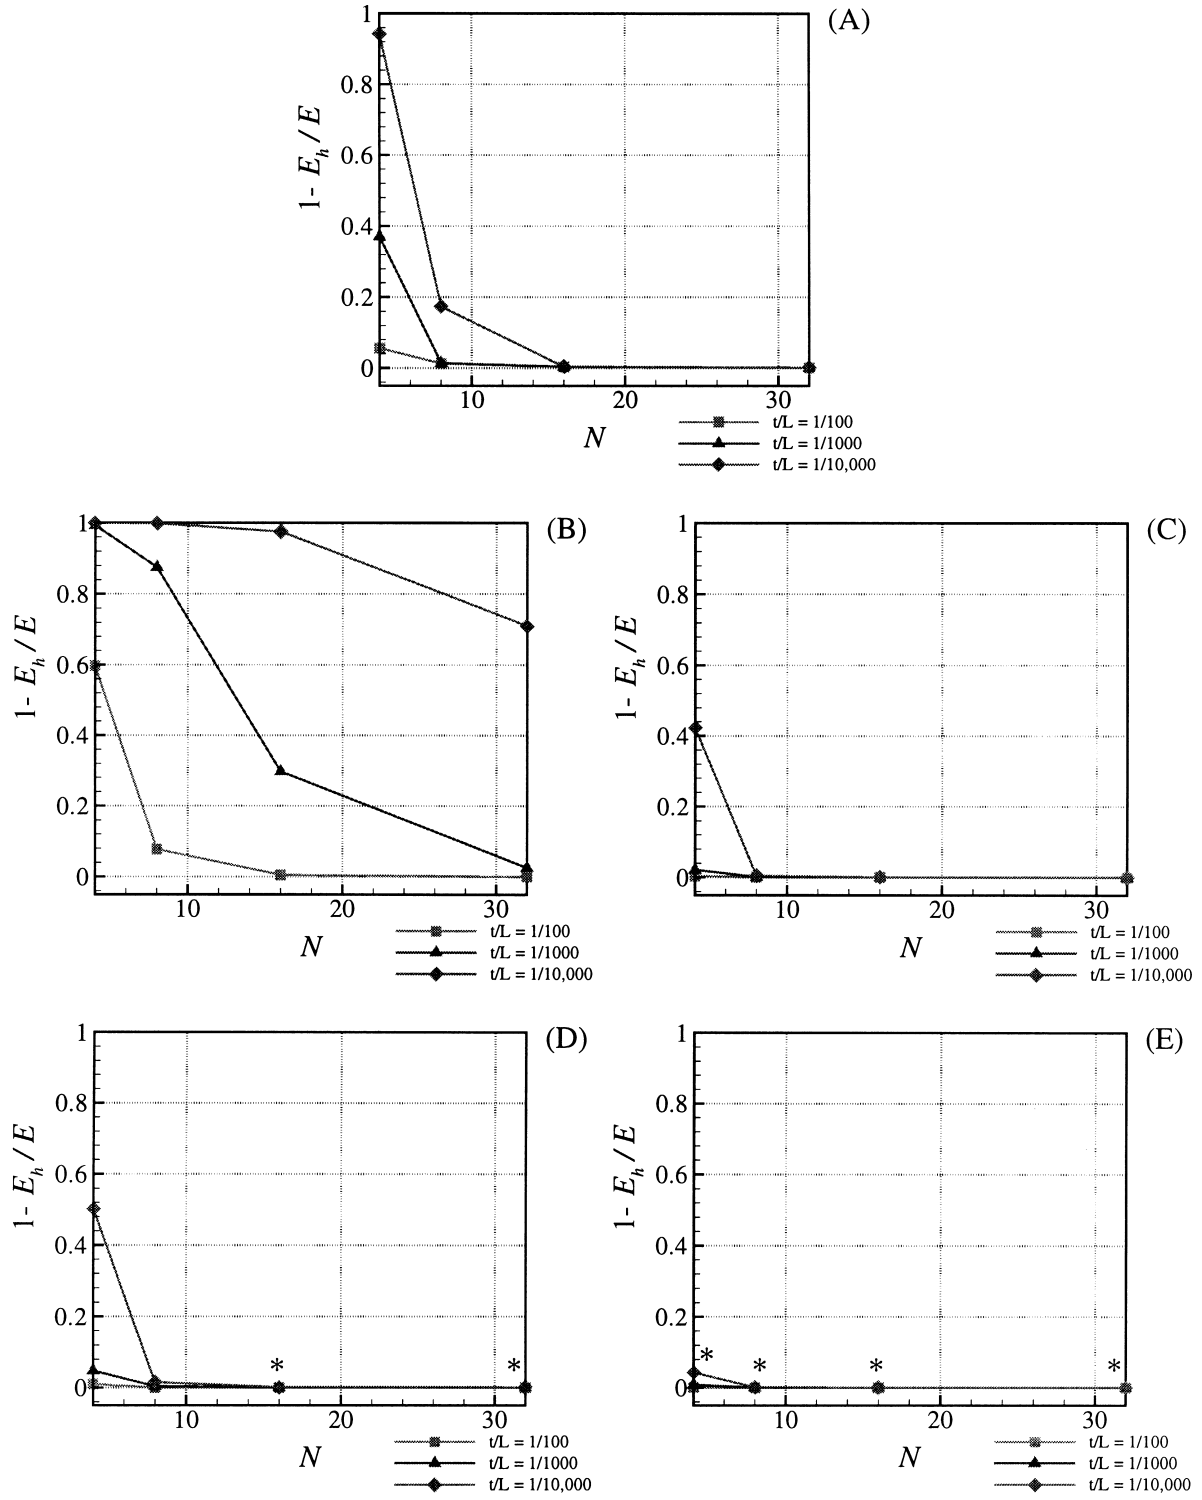 (A)
1
0.8
0.6
0.4
0.2
0
1- E_h / E
10 20 30
N
t/L = 1/100
t/L = 1/1000
t/L = 1/10,000
(B)
1
0.8
0.6
0.4
0.2
0
1- E_h / E
10 20 30
N
t/L = 1/100
t/L = 1/1000
t/L = 1/10,000
(C)
1
0.8
0.6
0.4
0.2
0
1- E_h / E
10 20 30
N
t/L = 1/100
t/L = 1/1000
t/L = 1/10,000
(D)
1
0.8
0.6
0.4
0.2
0
1- E_h / E
* *
10 20 30
N
t/L = 1/100
t/L = 1/1000
t/L = 1/10,000
(E)
1
0.8
0.6
0.4
0.2
0
1- E_h / E
* * * *
10 20 30
N
t/L = 1/100
t/L = 1/1000
t/L = 1/10,000